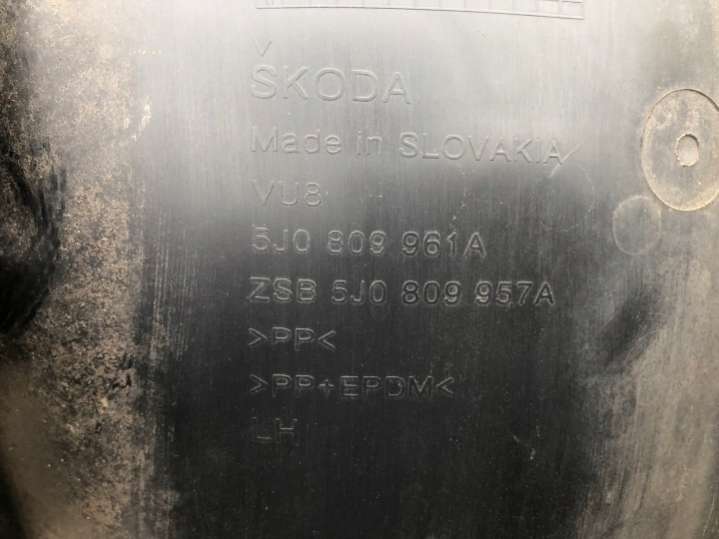 ŠKODA
Made in SLOVAKIA
VU8
5J0 809 961A
ZSB 5J0 809 957A
>PP<
>PP+EPDM<
LH